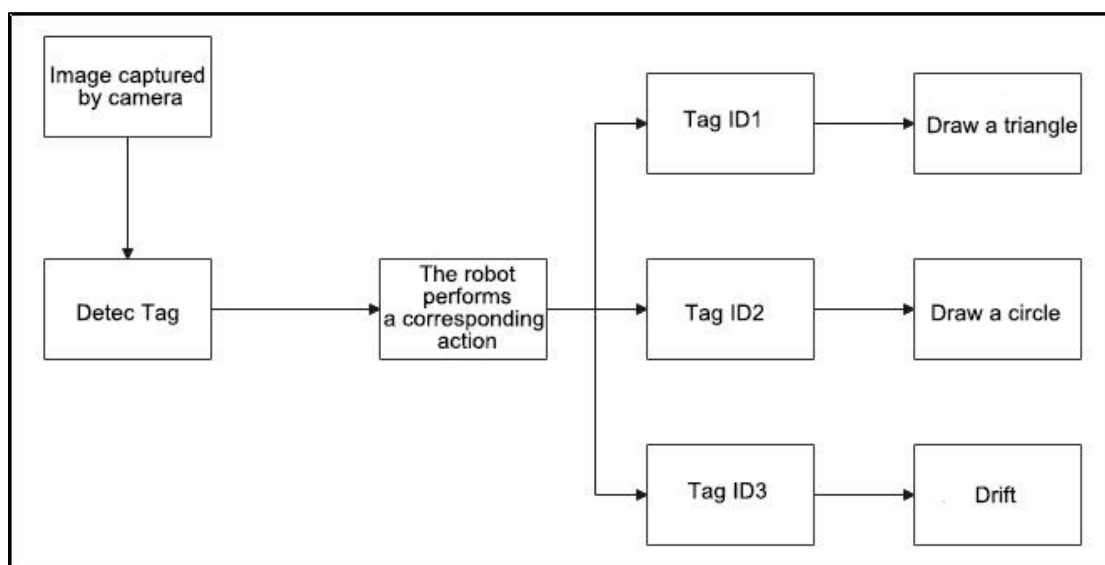 Image captured
by camera
Detec Tag
The robot
performs
a corresponding
action
Tag ID1
Draw a triangle
Tag ID2
Draw a circle
Tag ID3
Drift